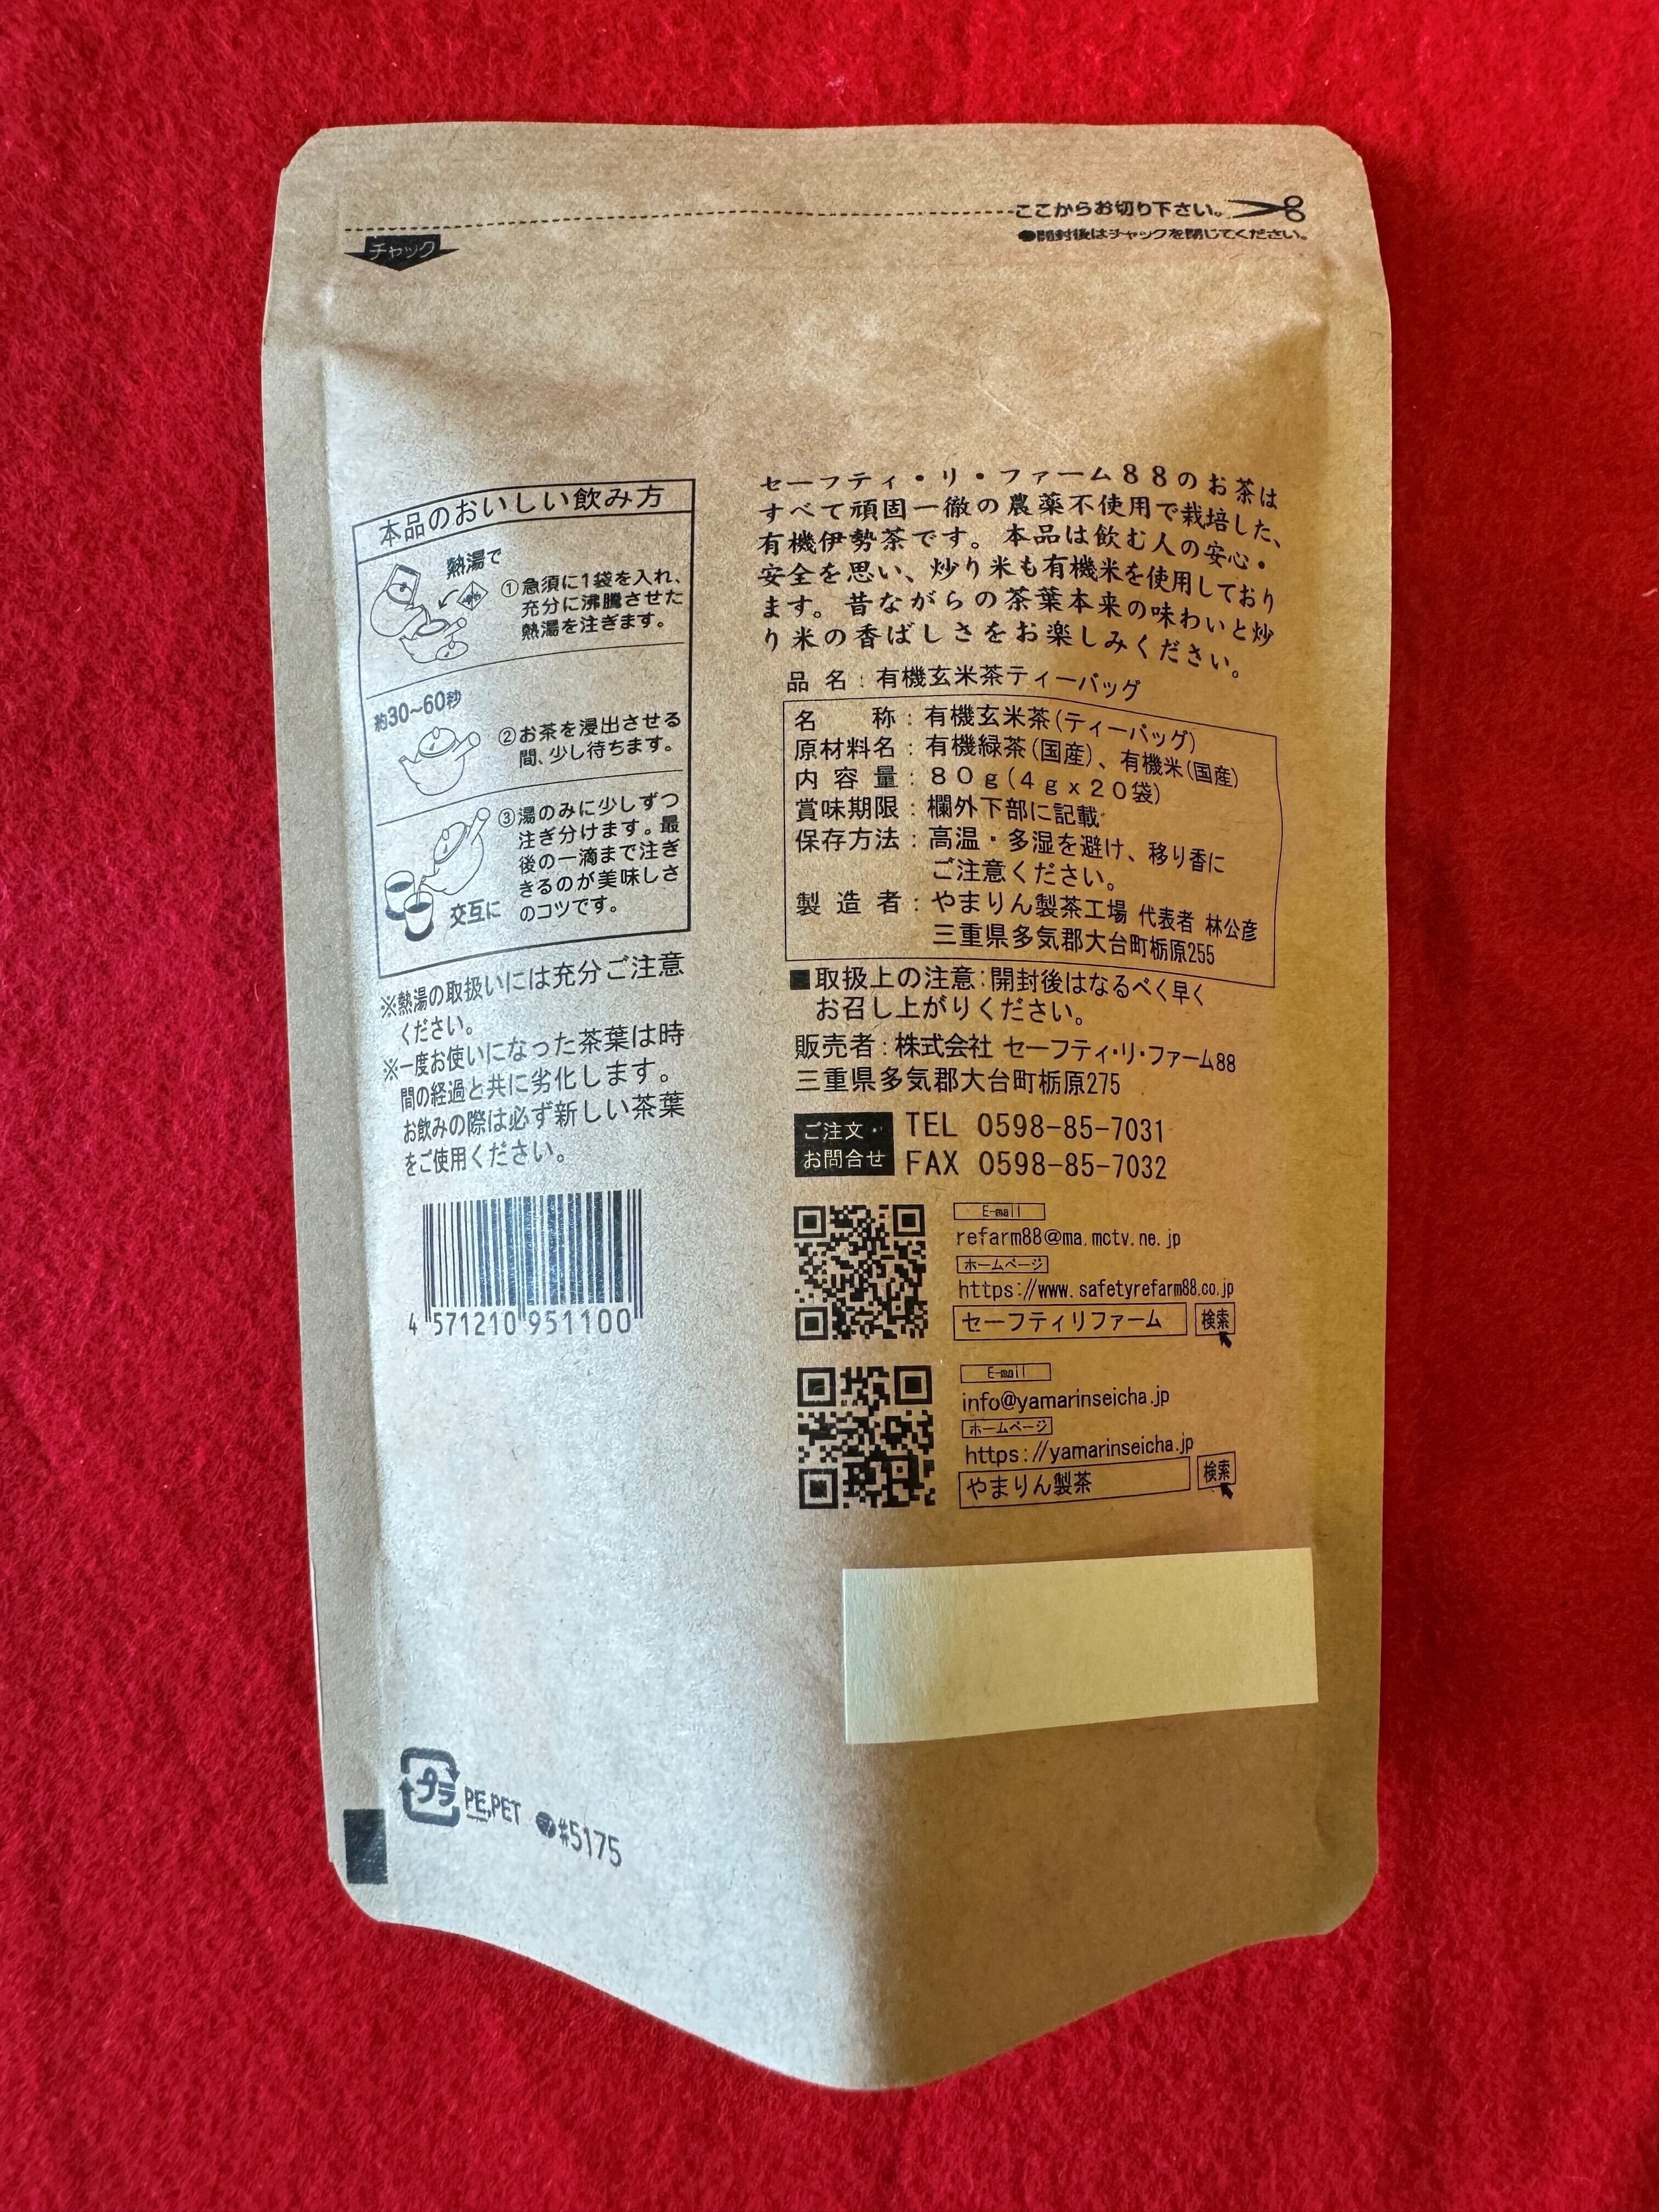 ここからお切り下さい。
●開封後はチャックを閉じてください。
チャック
本品のおいしい飲み方
熱湯で
①急須に1袋を入れ、
充分に沸騰させた
熱湯を注ぎます。
約30~60秒
②お茶を浸出させる
間、少し待ちます。
③湯のみに少しずつ
注ぎ分けます。最
後の一滴まで注ぎ
きるのが美味しさ
のコツです。
交互に
※熱湯の取扱いには充分ご注意
ください。
※一度お使いになった茶葉は時
間の経過と共に劣化します。
お飲みの際は必ず新しい茶葉
をご使用ください。
4 571210 951100
セーフティ・リ・ファーム88のお茶は
すべて頑固一徹の農薬不使用で栽培した、
有機伊勢茶です。本品は飲む人の安心・
安全を思い、炒り米も有機米を使用しており
ます。昔ながらの茶葉本来の味わいと炒
り米の香ばしさをお楽しみください。
品名:有機玄米茶ティーバッグ
名称:有機玄米茶(ティーバッグ)
原材料名:有機緑茶(国産)、有機米(国産)
内容量:80g(4gx20袋)
賞味期限:欄外下部に記載
保存方法:高温・多湿を避け、移り香に
ご注意ください。
製造者:やまりん製茶工場 代表者 林公彦
三重県多気郡大台町栃原255
■取扱上の注意:開封後はなるべく早く
お召し上がりください。
販売者:株式会社 セーフティ・リ・ファーム88
三重県多気郡大台町栃原275
ご注文・
お問合せ
TEL 0598-85-7031
FAX 0598-85-7032
E-mail
refarm88@ma.mctv.ne.jp
ホームページ
https://www.safetyrefarm88.co.jp
セーフティリファーム 検索
E-mail
info@yamarinseicha.jp
ホームページ
https://yamarinseicha.jp
やまりん製茶 検索
プラ PE,PET
#5175